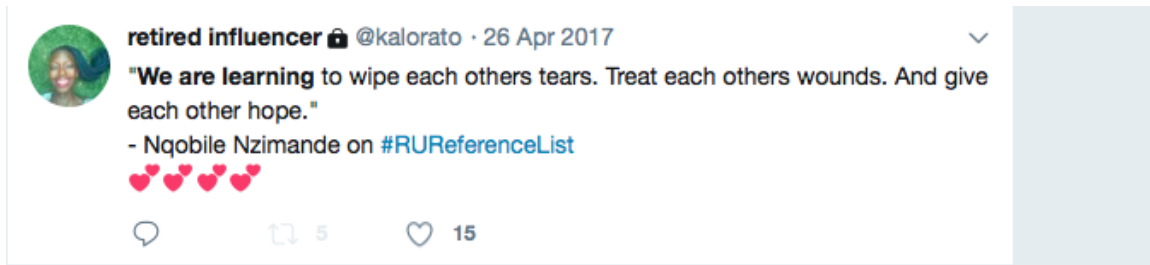 retired influencer @kalorato · 26 Apr 2017
"We are learning to wipe each others tears. Treat each others wounds. And give
each other hope."
- Nqobile Nzimande on #RUReferenceList
5 15